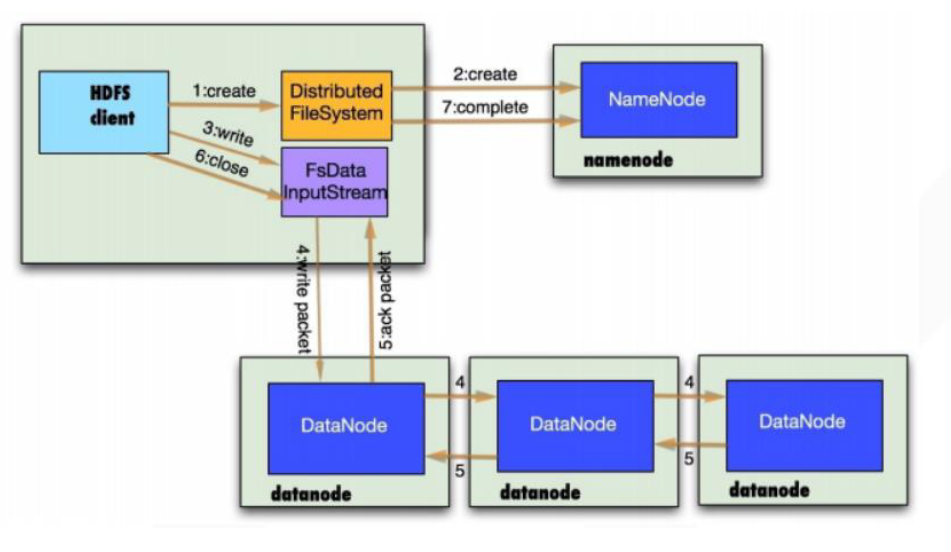 HDFS
client
1:create
Distributed
FileSystem
2:create
7:complete
NameNode
namenode
3:write
6:close
FsData
InputStream
4:write packet
5:ack packet
DataNode
datanode
4
5
DataNode
datanode
4
5
DataNode
datanode